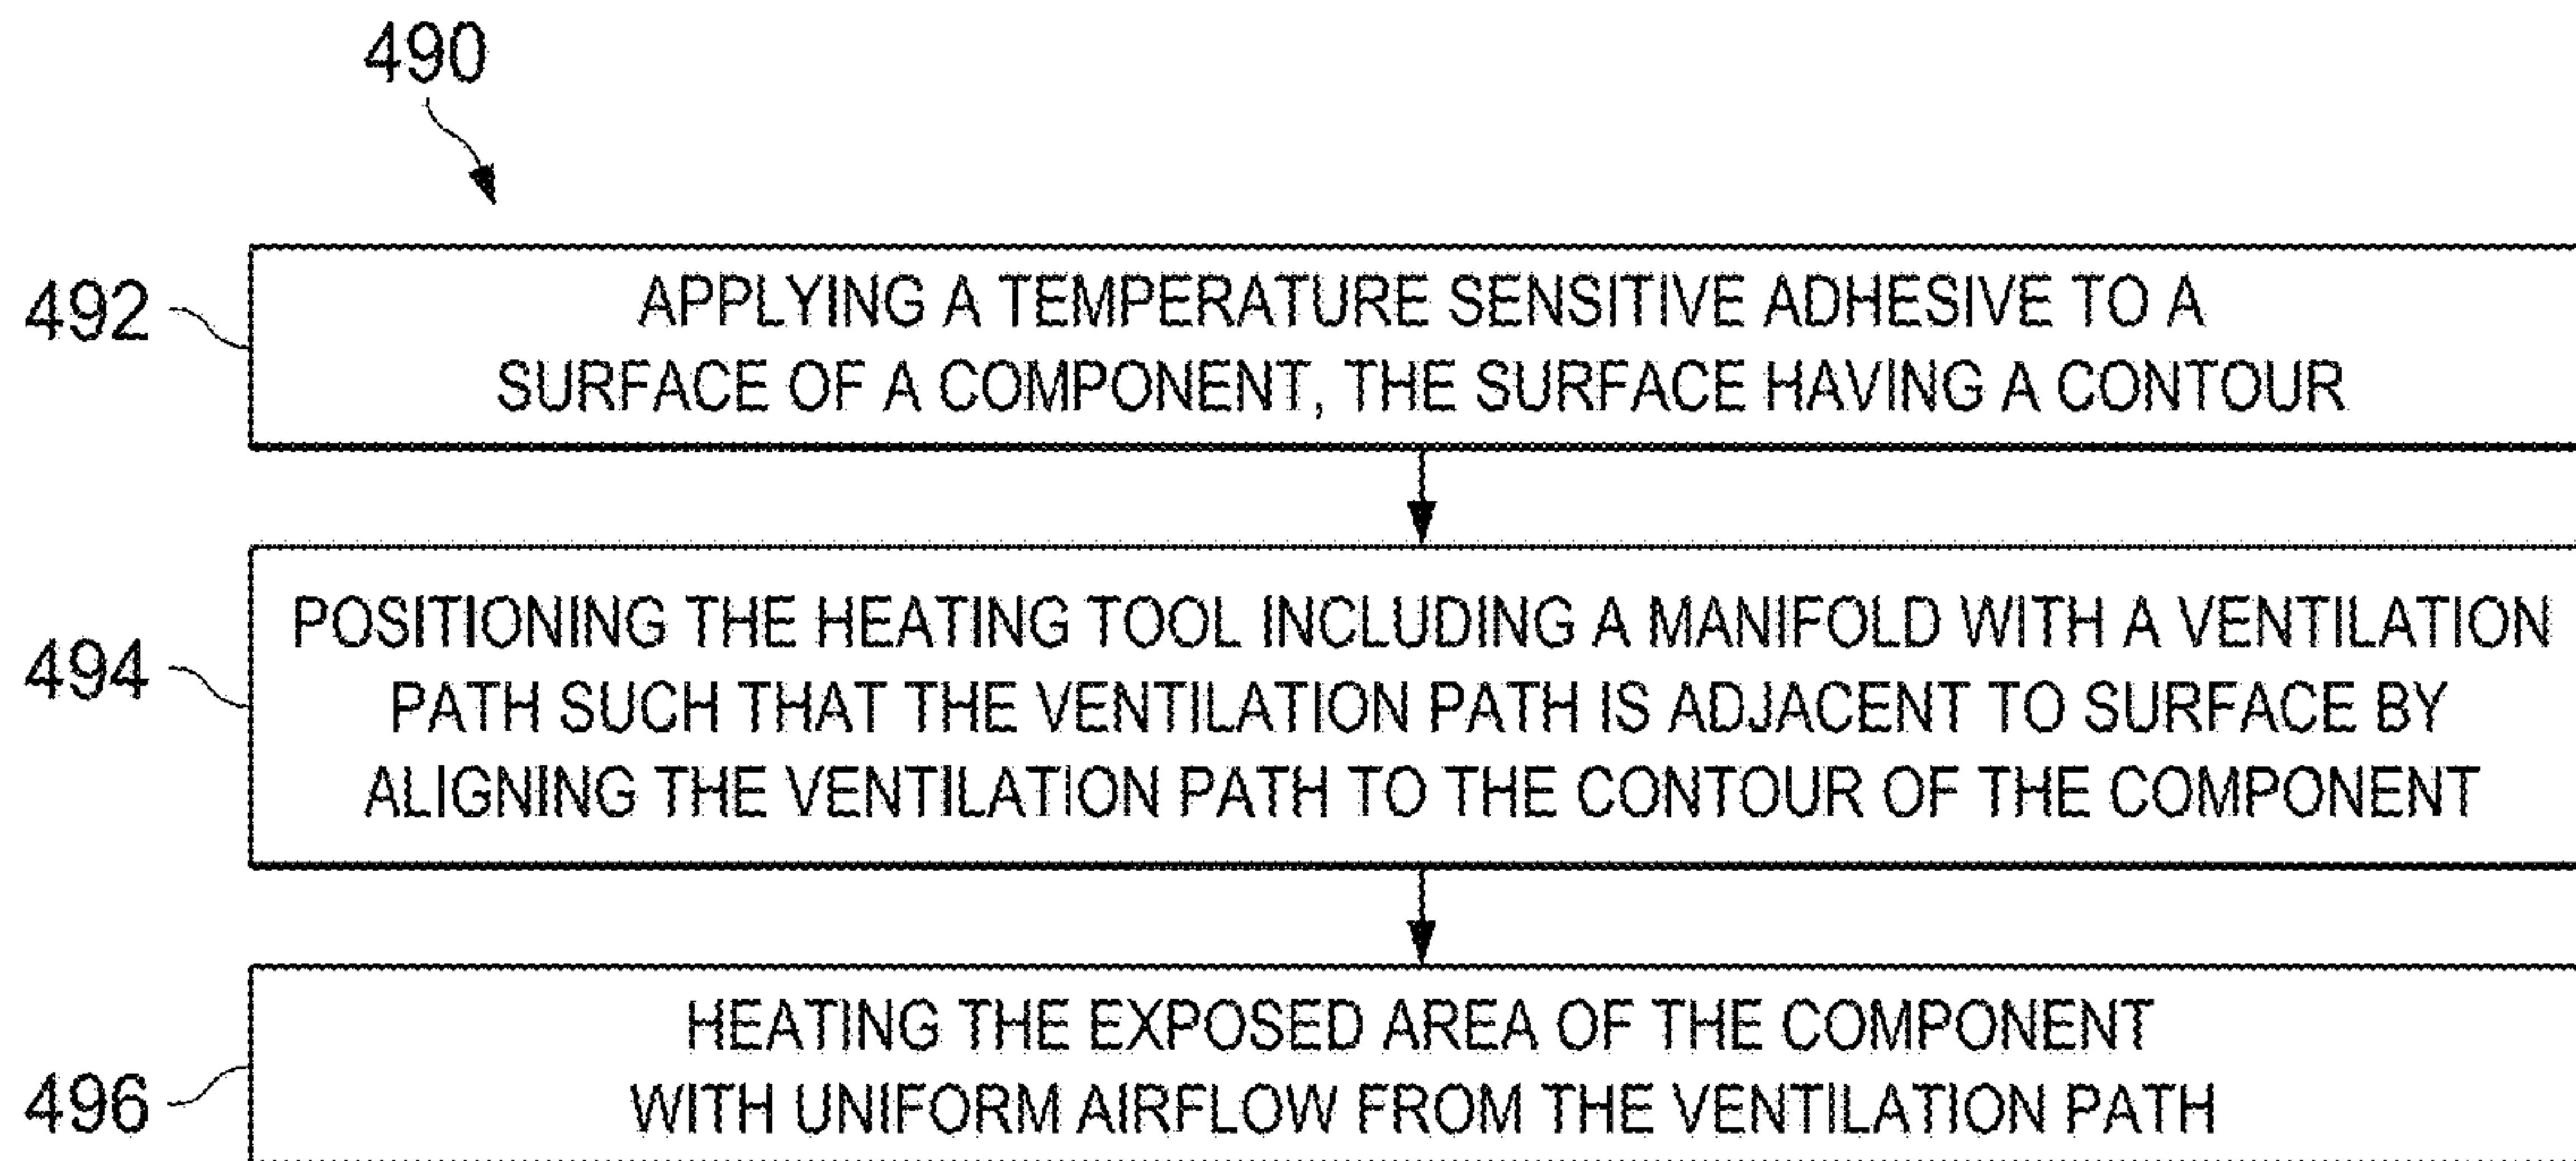 490
492
APPLYING A TEMPERATURE SENSITIVE ADHESIVE TO A
SURFACE OF A COMPONENT, THE SURFACE HAVING A CONTOUR
494
POSITIONING THE HEATING TOOL INCLUDING A MANIFOLD WITH A VENTILATION
PATH SUCH THAT THE VENTILATION PATH IS ADJACENT TO SURFACE BY
ALIGNING THE VENTILATION PATH TO THE CONTOUR OF THE COMPONENT
496
HEATING THE EXPOSED AREA OF THE COMPONENT
WITH UNIFORM AIRFLOW FROM THE VENTILATION PATH